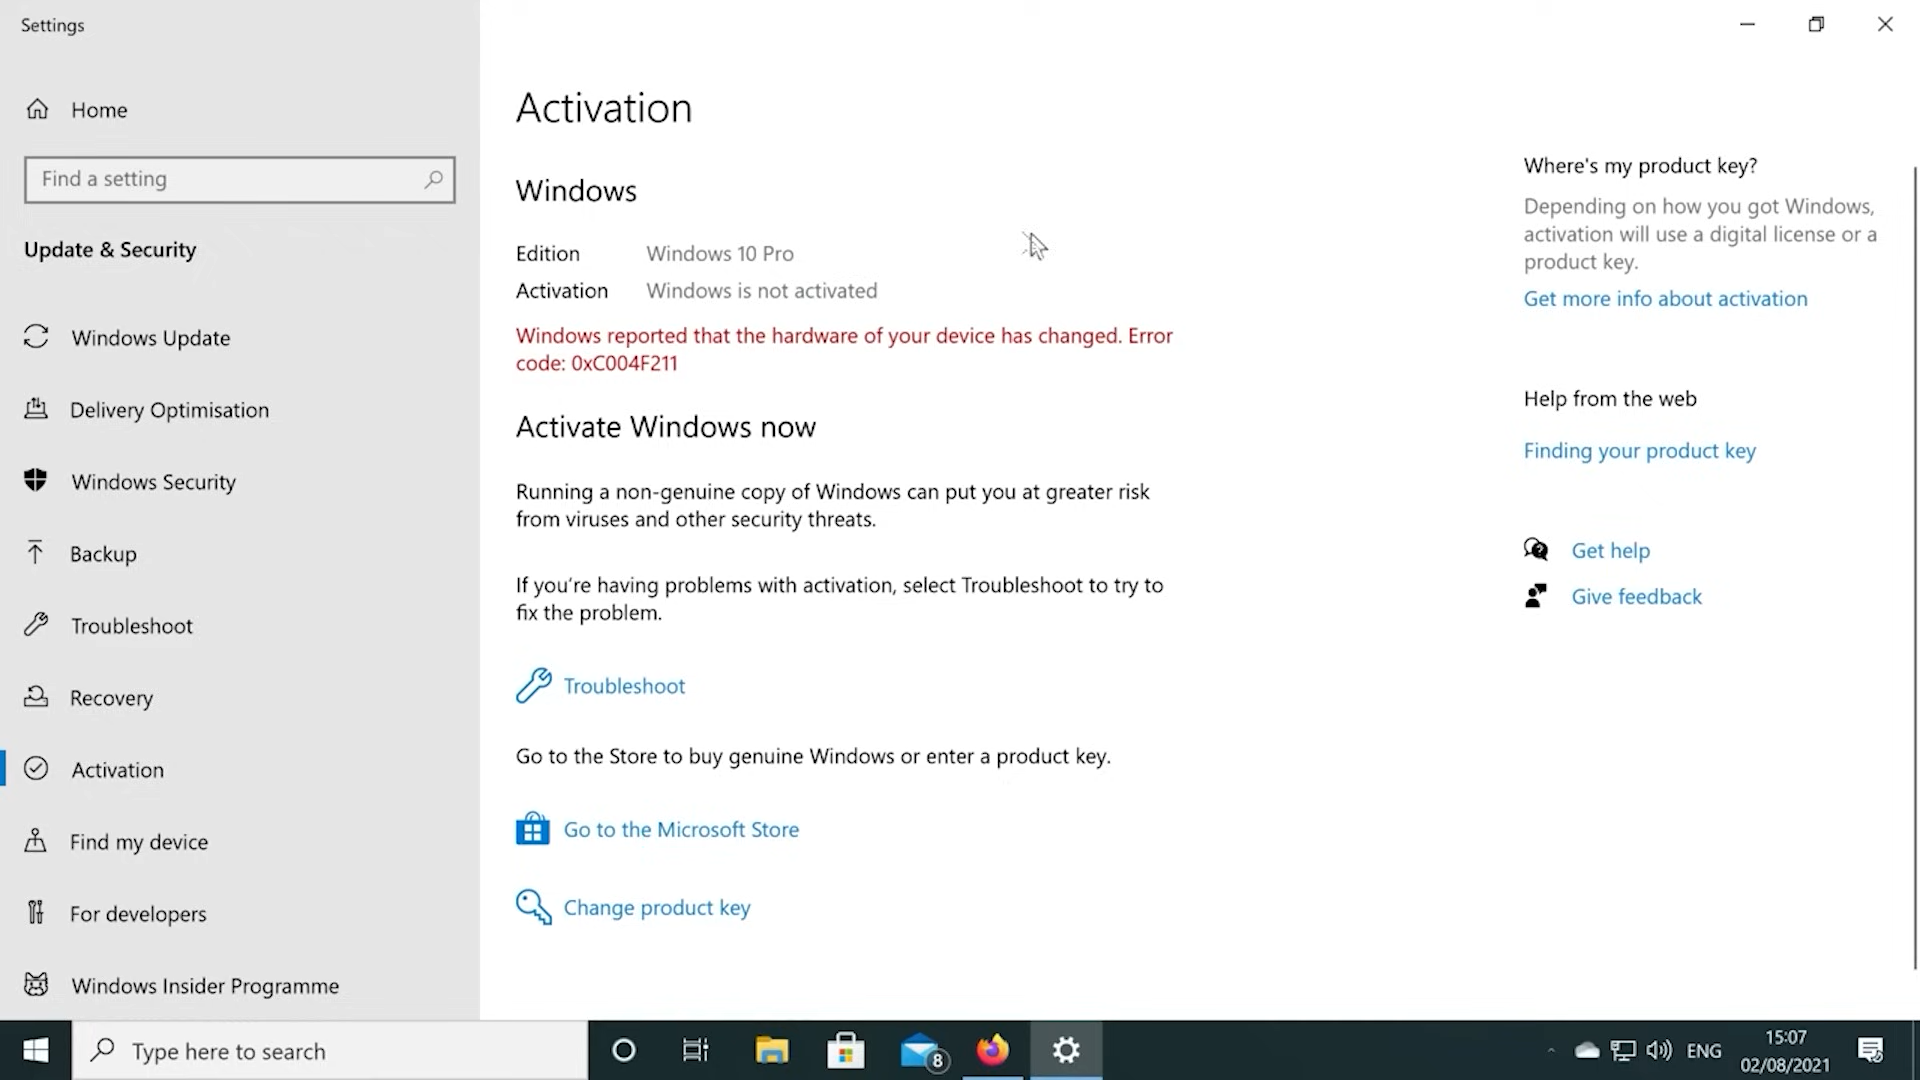 Settings
Home
Find a setting
Update & Security
Windows Update
Delivery Optimisation
Windows Security
Backup
Troubleshoot
Recovery
Activation
Find my device
For developers
Windows Insider Programme
Activation
Windows
Edition Windows 10 Pro
Activation Windows is not activated
Windows reported that the hardware of your device has changed. Error
code: 0xC004F211
Activate Windows now
Running a non-genuine copy of Windows can put you at greater risk
from viruses and other security threats.
If you're having problems with activation, select Troubleshoot to try to
fix the problem.
Troubleshoot
Go to the Store to buy genuine Windows or enter a product key.
Go to the Microsoft Store
Change product key
Where's my product key?
Depending on how you got Windows,
activation will use a digital license or a
product key.
Get more info about activation
Help from the web
Finding your product key
Get help
Give feedback
Type here to search
8
ENG
15:07
02/08/2021